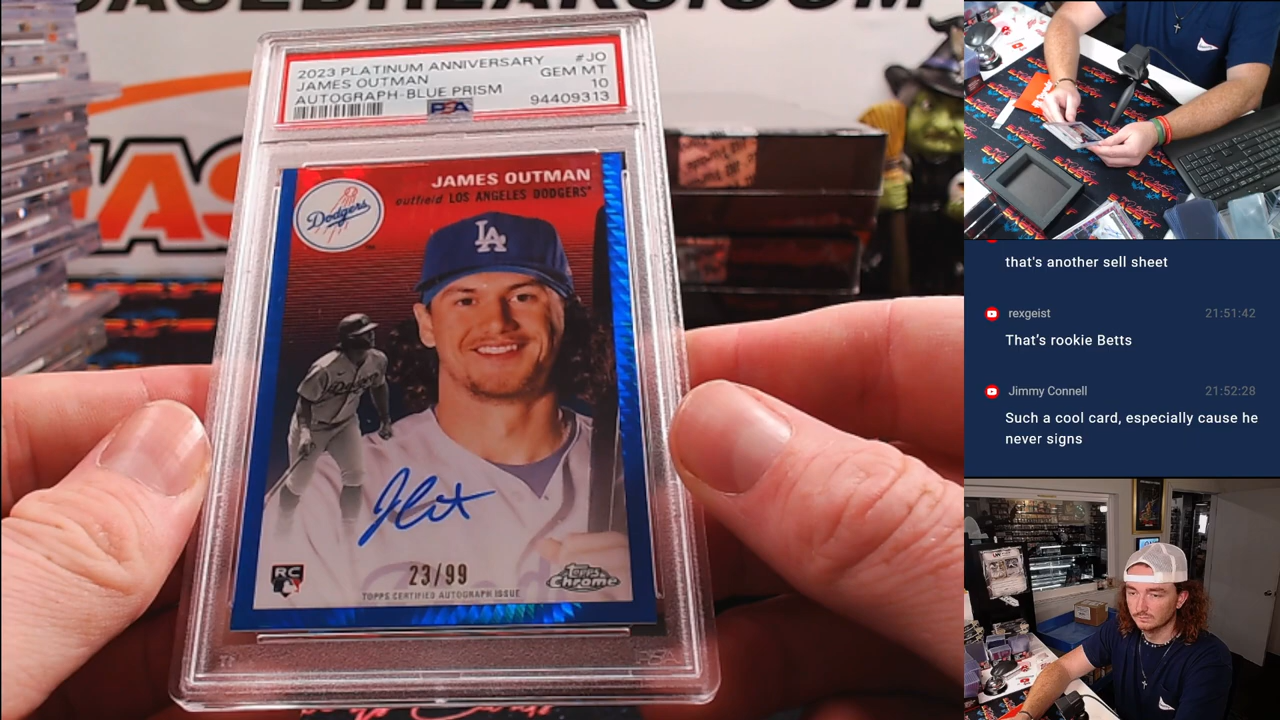 2023 PLATINUM ANNIVERSARY #JO
JAMES OUTMAN GEM MT
AUTOGRAPH-BLUE PRISM 10
PSA 94409313
JAMES OUTMAN
outfield LOS ANGELES DODGERS
Dodgers
LA
23/99
RC
Topps Chrome
TOPPS CERTIFIED AUTOGRAPH ISSUE
that's another sell sheet
rexgeist 21:51:42
That's rookie Betts
Jimmy Connell 21:52:28
Such a cool card, especially cause he
never signs